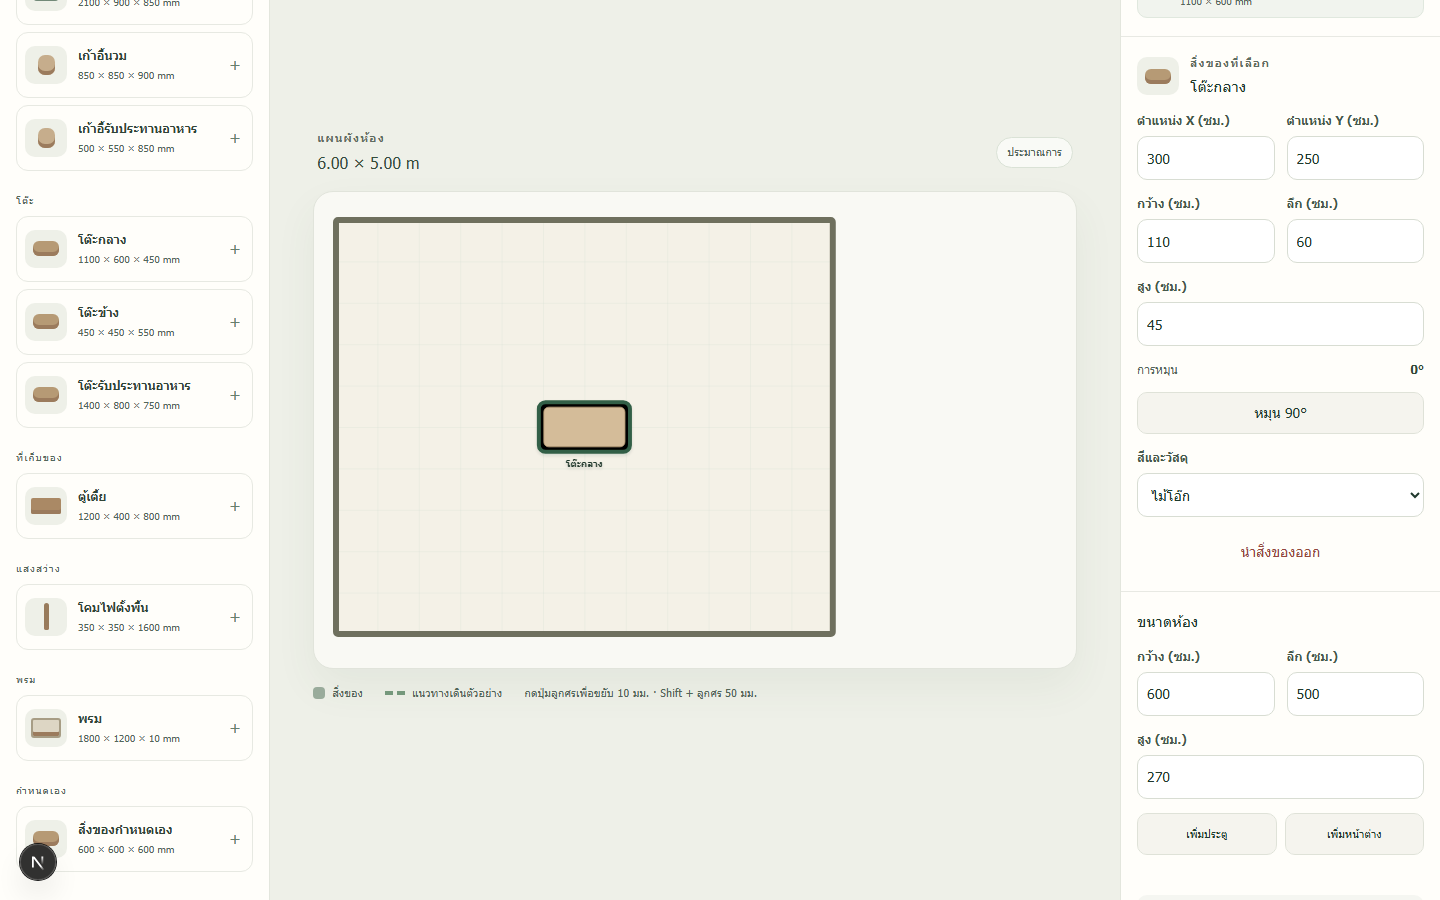 2100 × 900 × 850 mm
เก้าอี้นวม
850 × 850 × 900 mm
+
เก้าอี้รับประทานอาหาร
500 × 550 × 850 mm
+
โต๊ะ
โต๊ะกลาง
1100 × 600 × 450 mm
+
โต๊ะข้าง
450 × 450 × 550 mm
+
โต๊ะรับประทานอาหาร
1400 × 800 × 750 mm
+
ที่เก็บของ
ตู้เตี้ย
1200 × 400 × 800 mm
+
แสงสว่าง
โคมไฟตั้งพื้น
350 × 350 × 1600 mm
+
พรม
พรม
1800 × 1200 × 10 mm
+
กำหนดเอง
สิ่งของกำหนดเอง
600 × 600 × 600 mm
+
N
แผนผังห้อง
6.00 × 5.00 m
ประมาณการ
โต๊ะกลาง
สิ่งของ
แนวทางเดินตัวอย่าง
กดปุ่มลูกศรเพื่อขยับ 10 มม. · Shift + ลูกศร 50 มม.
1100 × 600 mm
สิ่งของที่เลือก
โต๊ะกลาง
ตำแหน่ง X (ซม.)
ตำแหน่ง Y (ซม.)
300
250
กว้าง (ซม.)
ลึก (ซม.)
110
60
สูง (ซม.)
45
การหมุน
0°
หมุน 90°
สีและวัสดุ
ไม้โอ๊ก
นำสิ่งของออก
ขนาดห้อง
กว้าง (ซม.)
ลึก (ซม.)
600
500
สูง (ซม.)
270
เพิ่มประตู
เพิ่มหน้าต่าง